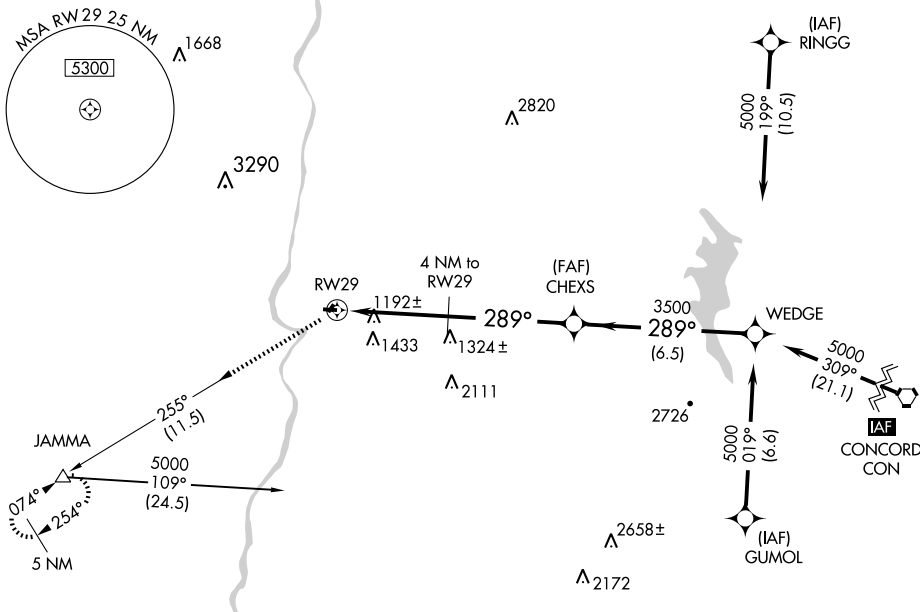 MSA RW 29 25 NM
5300
1668
(IAF)
RINGG
5000
199°
(10.5)
2820
3290
4 NM to
RW29
(FAF)
CHEXS
RW29
1192±
289°
3500
289°
(6.5)
WEDGE
1433
1324±
2111
5000
309°
(21.1)
IAF
CONCORD
CON
2726
255°
(11.5)
JAMMA
5000
109°
(24.5)
074°
254°
5 NM
5000
019°
(6.6)
2658±
2172
(IAF)
GUMOL